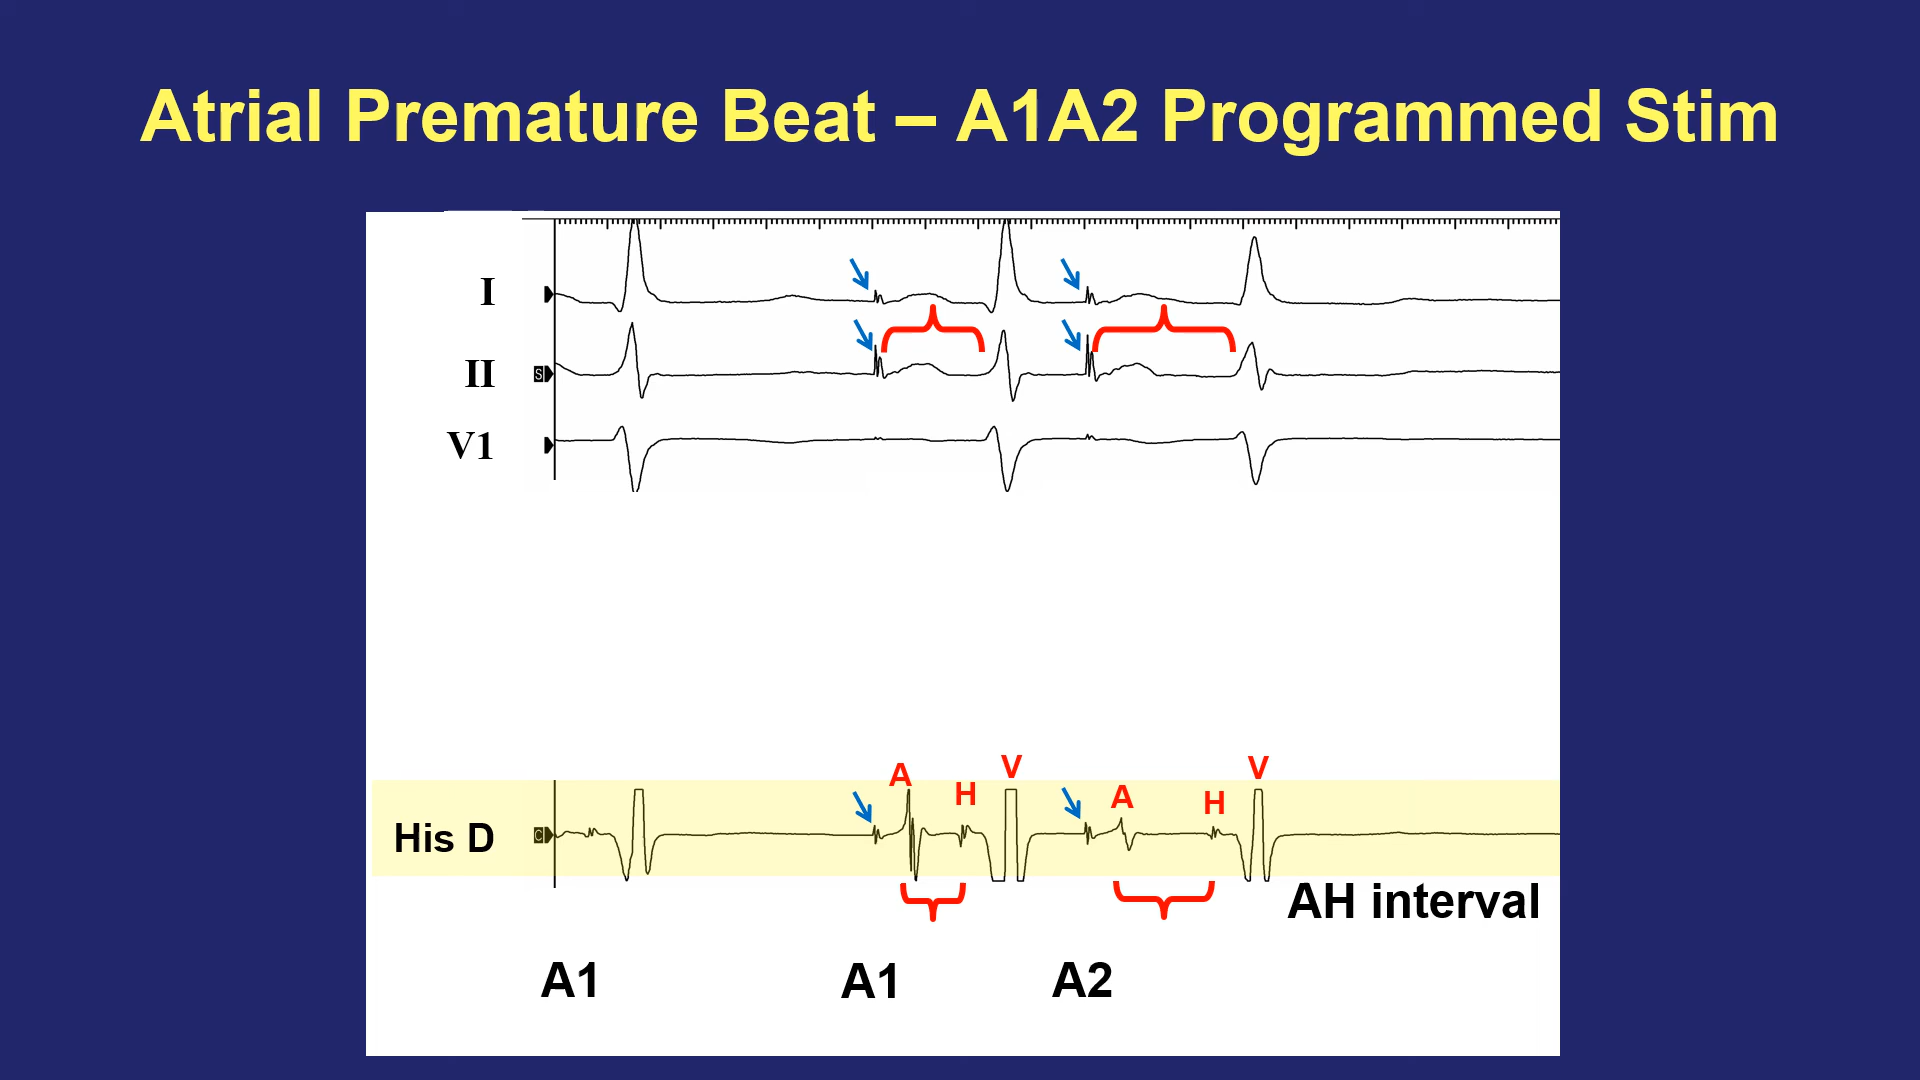 Atrial Premature Beat – A1A2 Programmed Stim
I
II
S
V1
A
H
V
A
H
V
His D
C
AH interval
A1
A1
A2